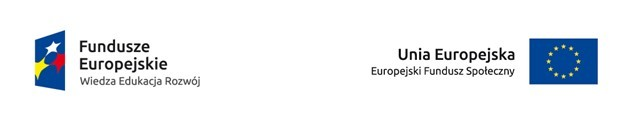 Fundusze
Europejskie
Wiedza Edukacja Rozwój
Unia Europejska
Europejski Fundusz Społeczny